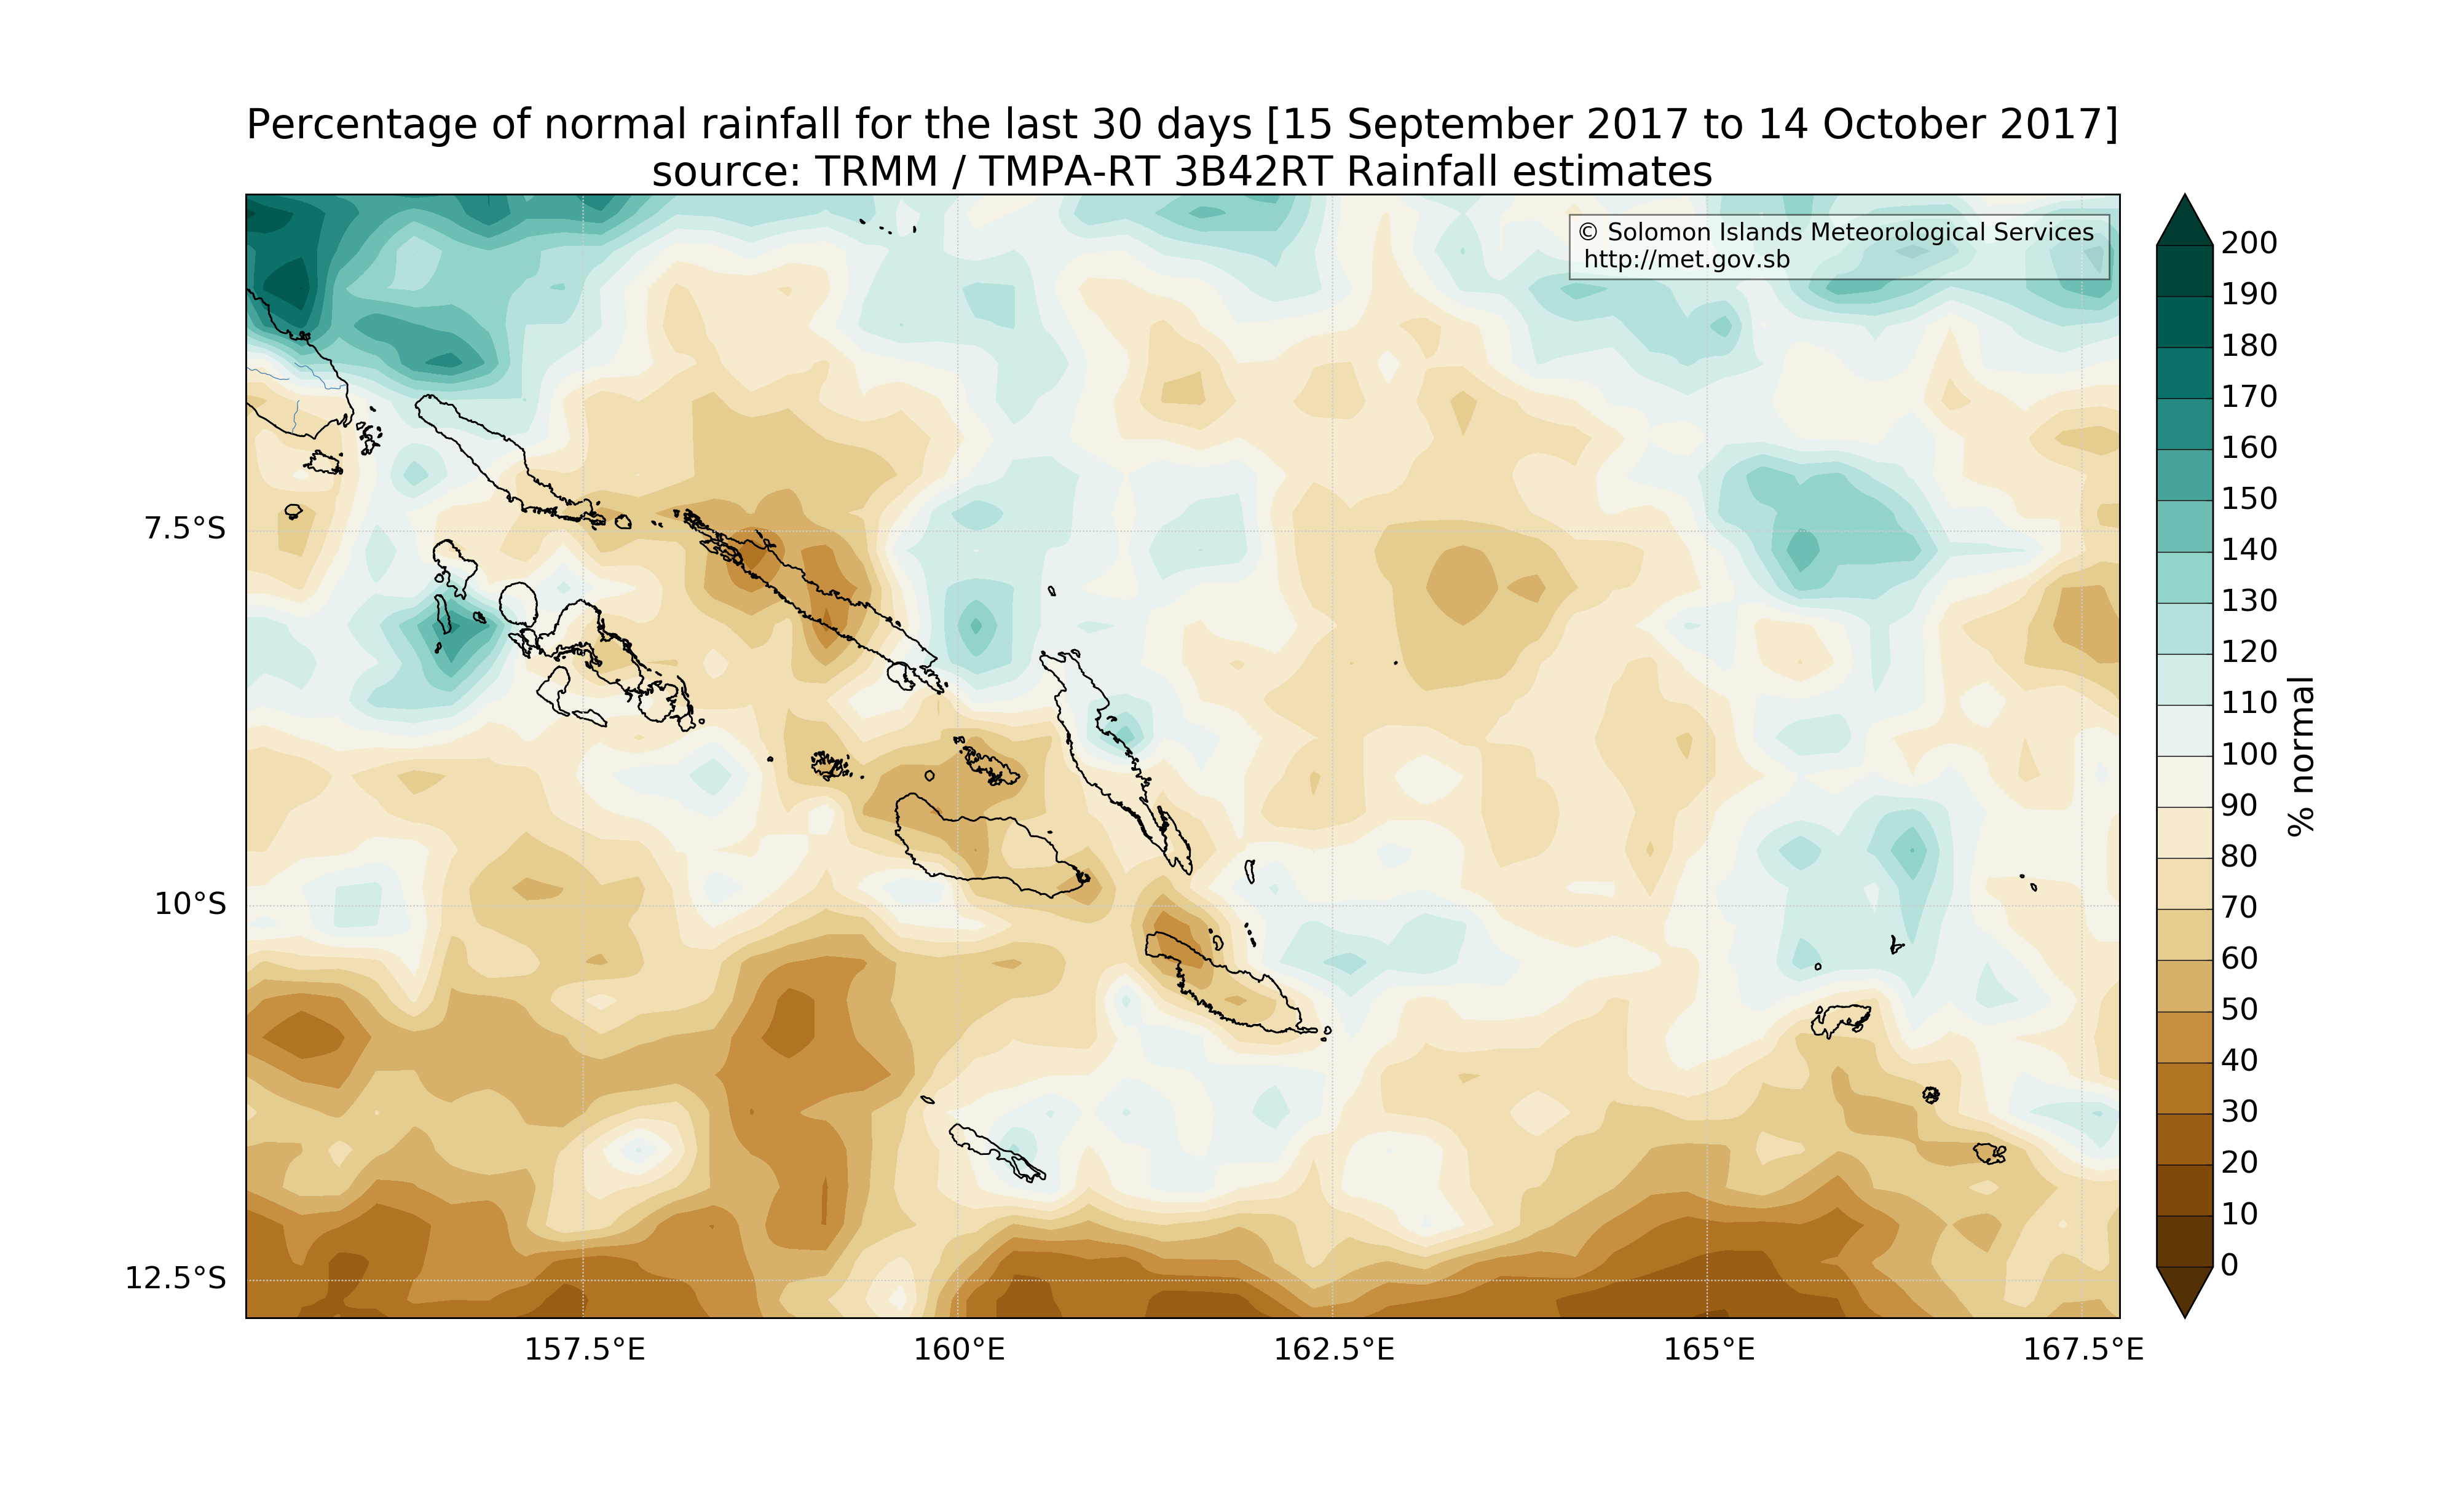 Percentage of normal rainfall for the last 30 days [15 September 2017 to 14 October 2017]
source: TRMM / TMPA-RT 3B42RT Rainfall estimates
© Solomon Islands Meteorological Services
http://met.gov.sb
7.5°S
10°S
12.5°S
157.5°E
160°E
162.5°E
165°E
167.5°E
200
190
180
170
160
150
140
130
120
110
100
90
80
70
60
50
40
30
20
10
0
% normal